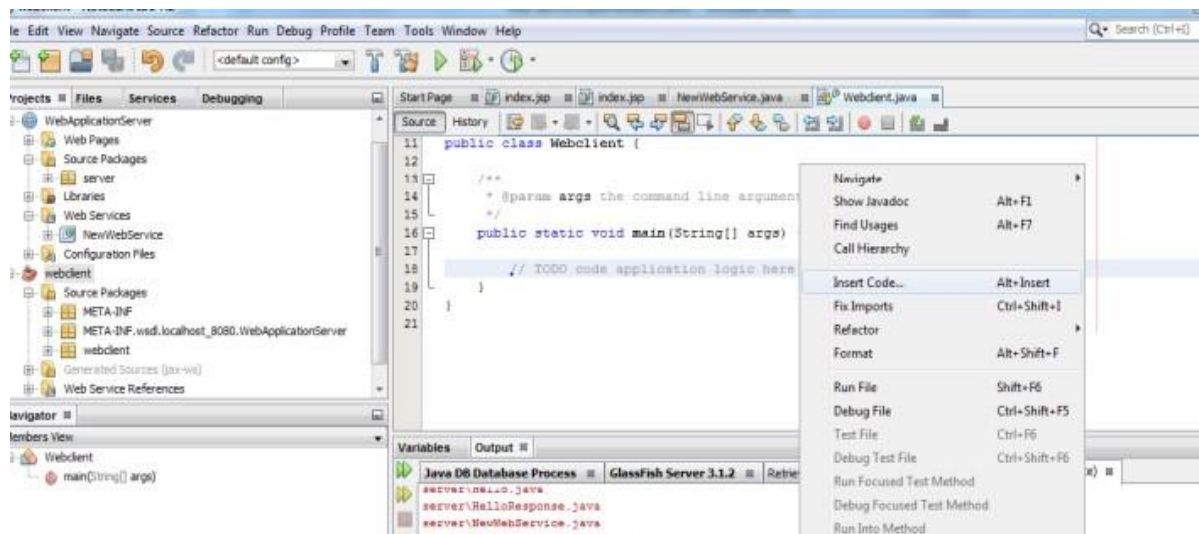 le Edit View Navigate Source Refactor Run Debug Profile Team Tools Window Help
Search (Ctrl+I)
<default config>
rojects Files Services Debugging
WebApplicationServer
Web Pages
Source Packages
server
Libraries
Web Services
NewWebService
Configuration Files
webclient
Source Packages
META-INF
META-INF.wsdl.localhost_8080.WebApplicationServer
webclient
Generated Sources (jax-ws)
Web Service References
avigator
embers View
Webclient
main(String[] args)
Start Page index.jsp index.jsp NewWebService.java Webclient.java
Source History
11 public class Webclient {
12
13 /**
14 * @param args the command line argument
15 */
16 public static void main(String[] args)
17
18 // TODO code application logic here
19 }
20 }
21
Navigate
Show Javadoc Alt+F1
Find Usages Alt+F7
Call Hierarchy
Insert Code... Alt+Insert
Fix Imports Ctrl+Shift+I
Refactor
Format Alt+Shift+F
Run File Shift+F6
Debug File Ctrl+Shift+F5
Test File Ctrl+F6
Debug Test File Ctrl+Shift+F6
Run Focused Test Method
Debug Focused Test Method
Run Into Method
Variables Output
Java DB Database Process GlassFish Server 3.1.2 Retrie
server\Hello.java
server\HelloResponse.java
server\NewWebService.java